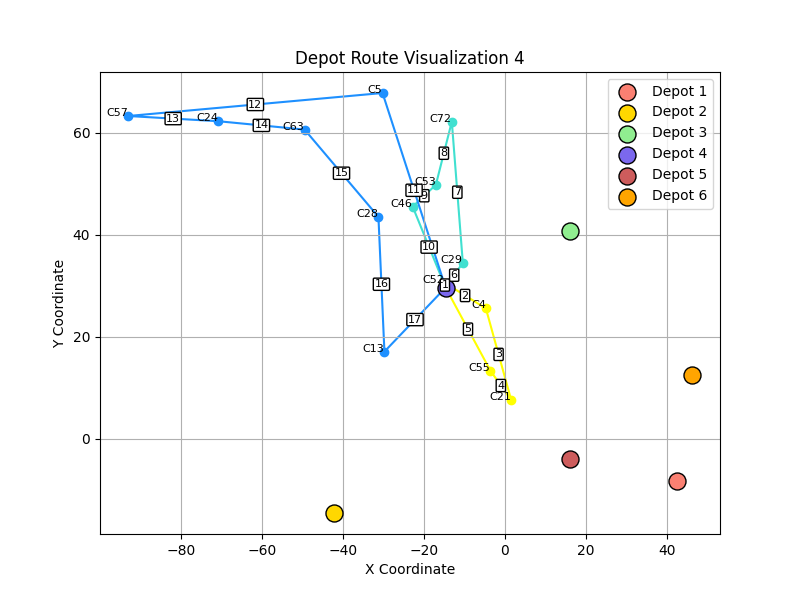 Depot Route Visualization 4
Depot 1
Depot 2
Depot 3
Depot 4
Depot 5
Depot 6
C57
13
C24
14
C63
12
C5
15
C28
16
C13
17
C72
8
C53
11
9
7
C46
10
C29
6
C52
1
2
C4
5
3
C55
4
C21
60
40
20
0
Y Coordinate
−80
−60
−40
−20
0
20
40
X Coordinate